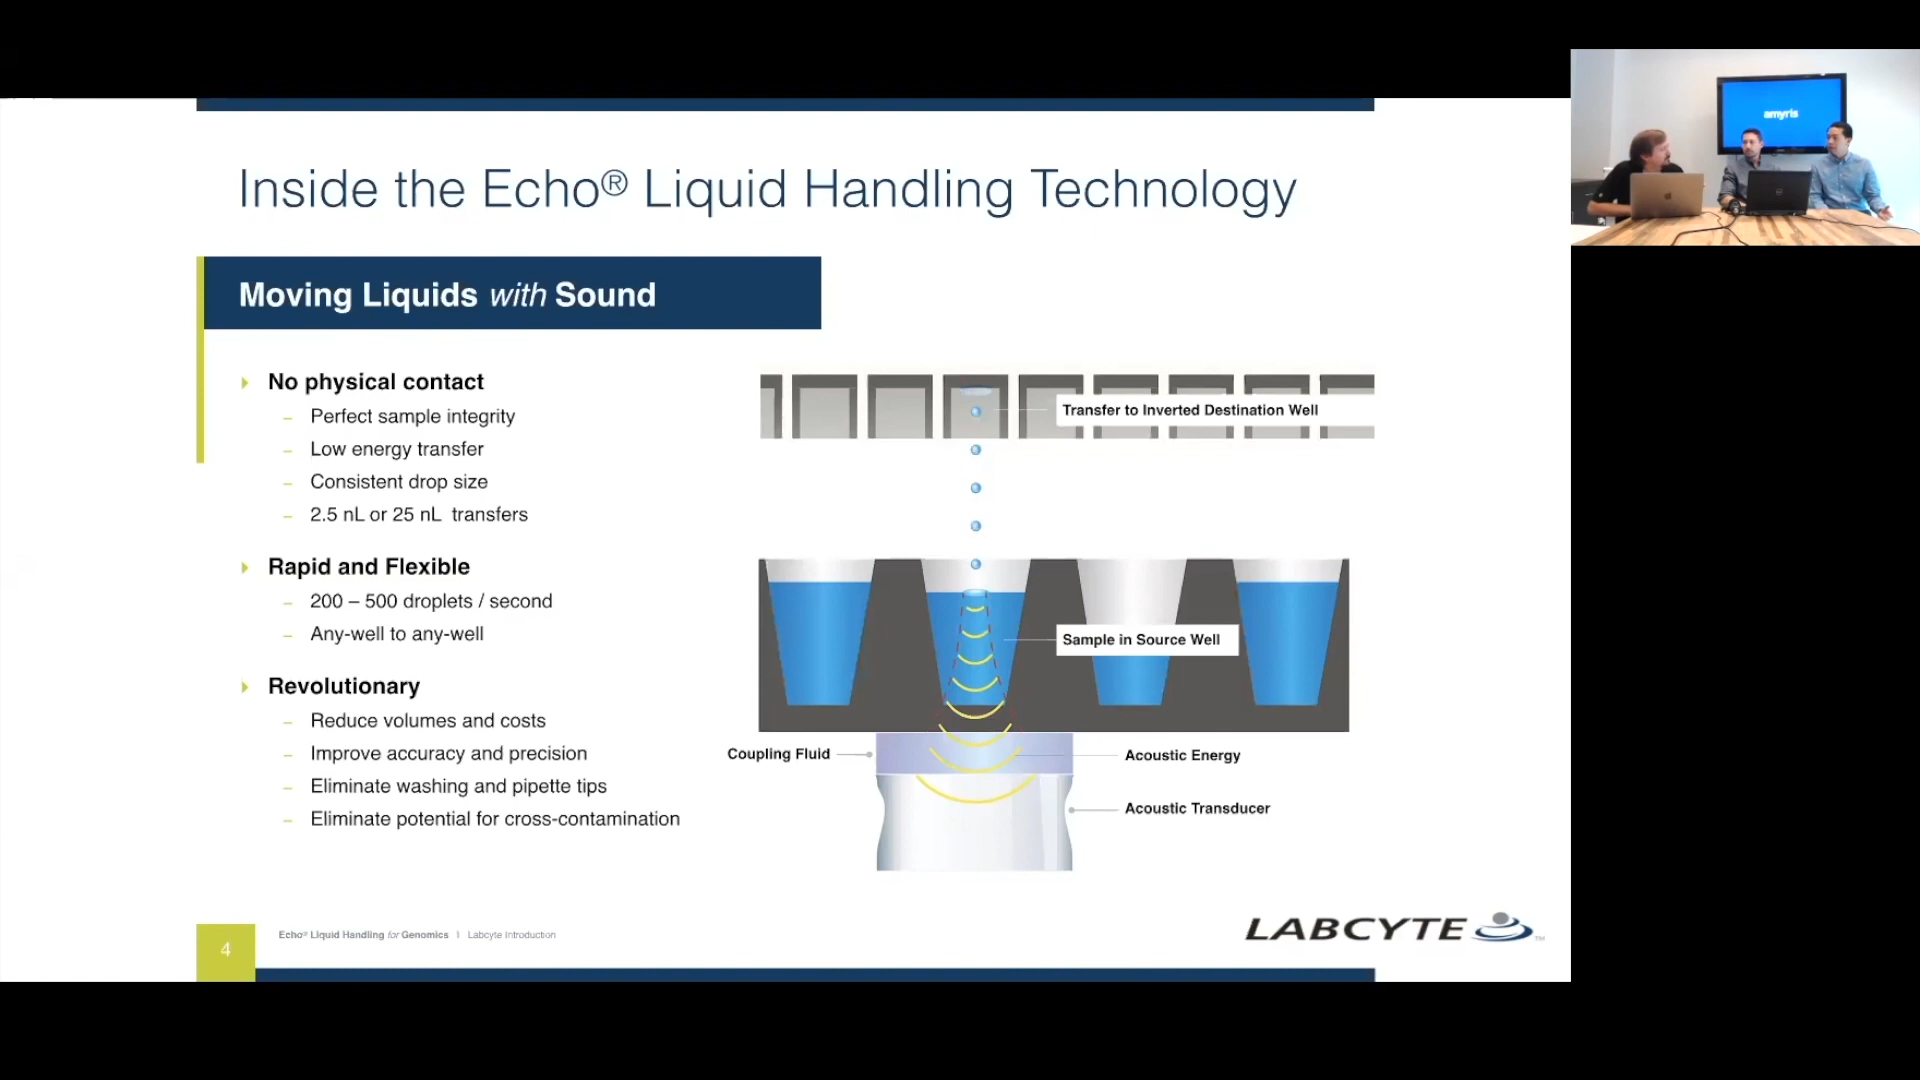 Inside the Echo® Liquid Handling Technology
Moving Liquids with Sound
No physical contact
– Perfect sample integrity
– Low energy transfer
– Consistent drop size
– 2.5 nL or 25 nL transfers
Rapid and Flexible
– 200 – 500 droplets / second
– Any-well to any-well
Revolutionary
– Reduce volumes and costs
– Improve accuracy and precision
– Eliminate washing and pipette tips
– Eliminate potential for cross-contamination
Transfer to Inverted Destination Well
Sample in Source Well
Coupling Fluid
Acoustic Energy
Acoustic Transducer
4
Echo® Liquid Handling for Genomics | Labcyte Introduction
LABCYTE™
amyris